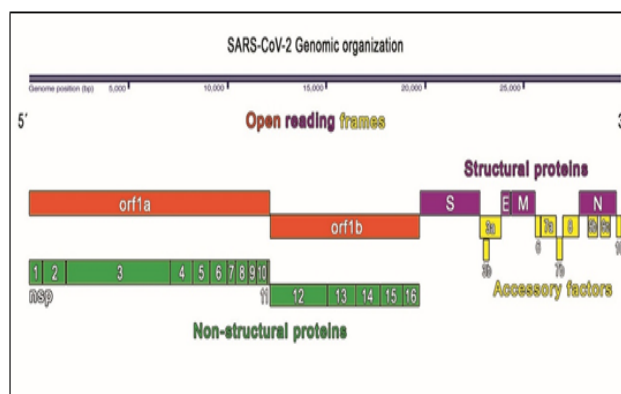 SARS-CoV-2 Genomic organization
Genome position (bp) 5,000 10,000 15,000 20,000 25,000
5´ Open reading frames 3
Structural proteins
orf1a S E M N
orf1b 3a 7a 8
3b 6 7b
1 2 3 4 5 6 7 8 9 10
nsp 11 12 13 14 15 16
Accessory factors
Non-structural proteins